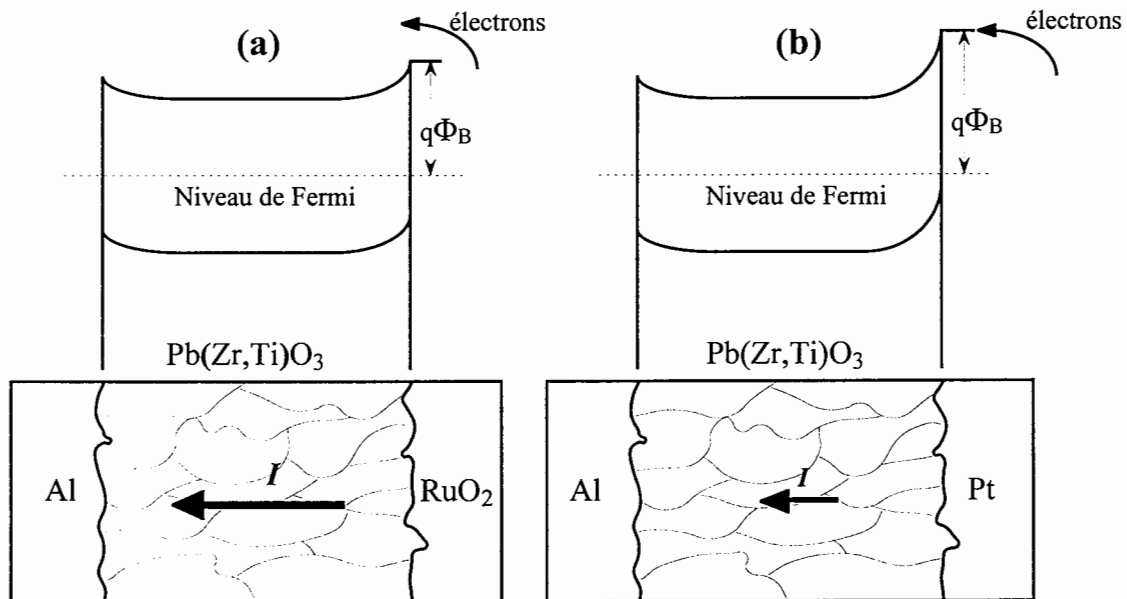 (a)
électrons
qΦB
Niveau de Fermi
Pb(Zr,Ti)O3
Al
I
RuO2
(b)
électrons
qΦB
Niveau de Fermi
Pb(Zr,Ti)O3
Al
I
Pt